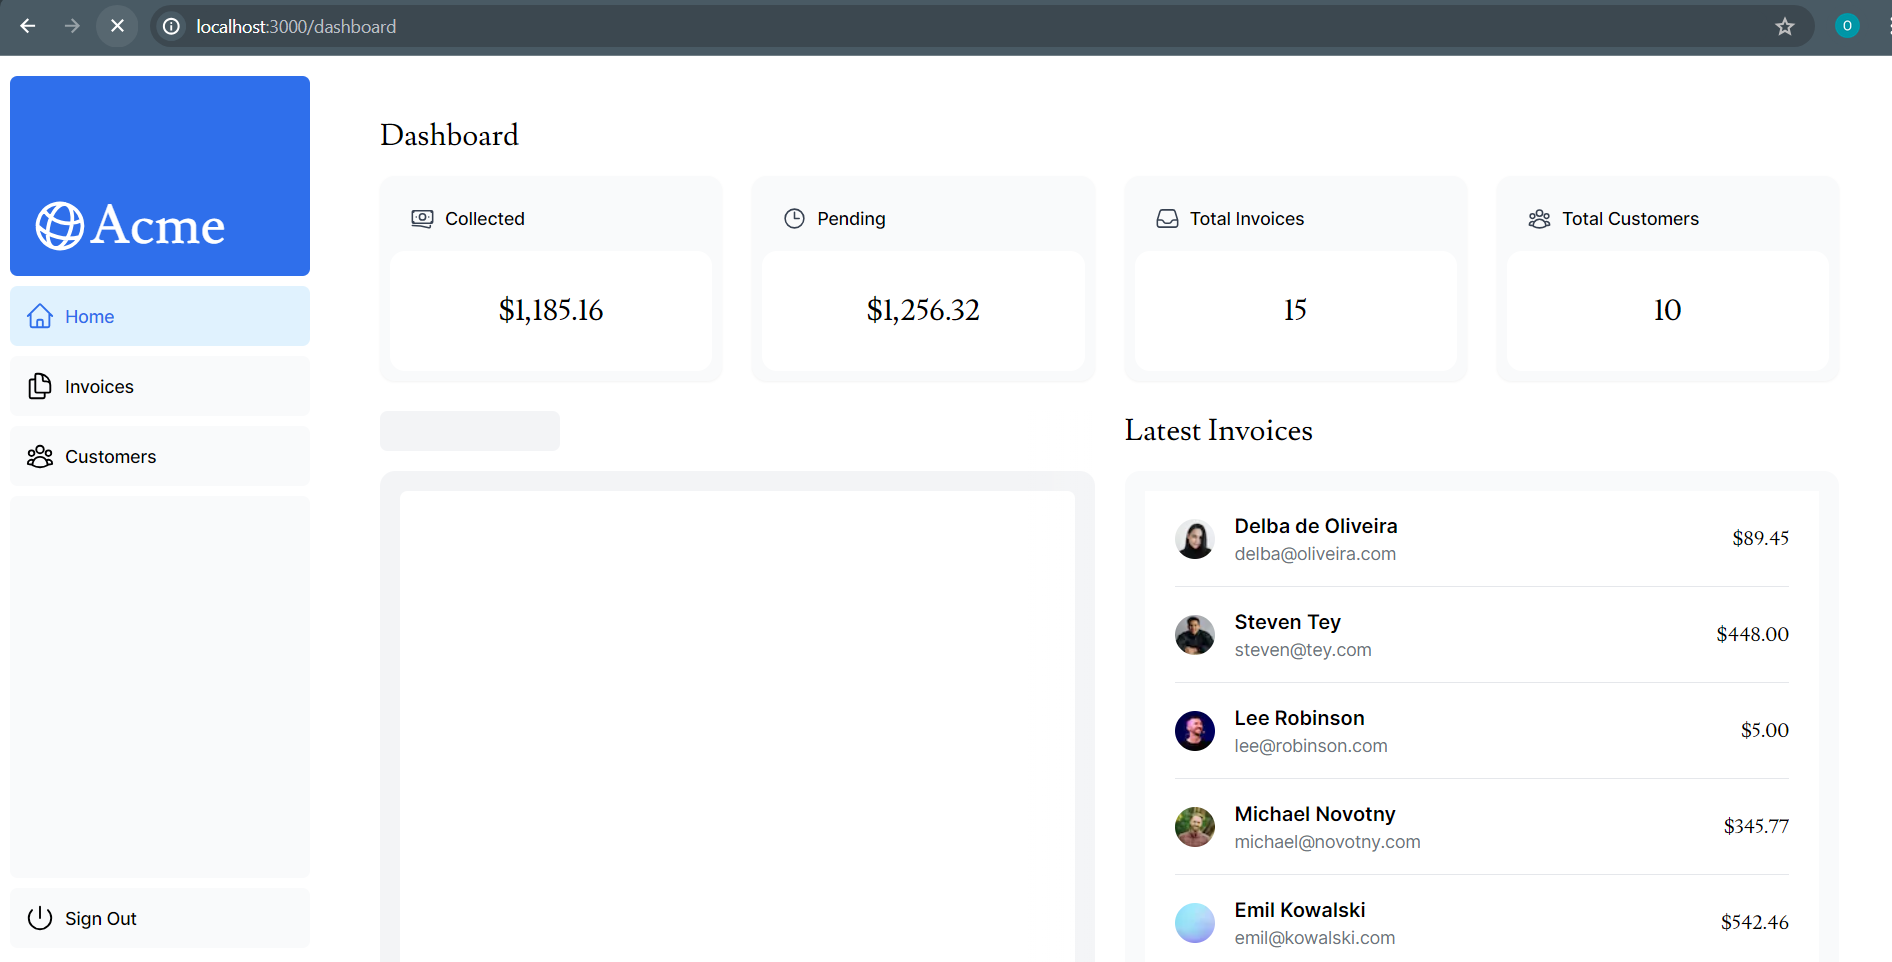 localhost:3000/dashboard
O
Acme
Home
Invoices
Customers
Sign Out
Dashboard
Collected
$1,185.16
Pending
$1,256.32
Total Invoices
15
Total Customers
10
Latest Invoices
Delba de Oliveira
delba@oliveira.com
$89.45
Steven Tey
steven@tey.com
$448.00
Lee Robinson
lee@robinson.com
$5.00
Michael Novotny
michael@novotny.com
$345.77
Emil Kowalski
emil@kowalski.com
$542.46